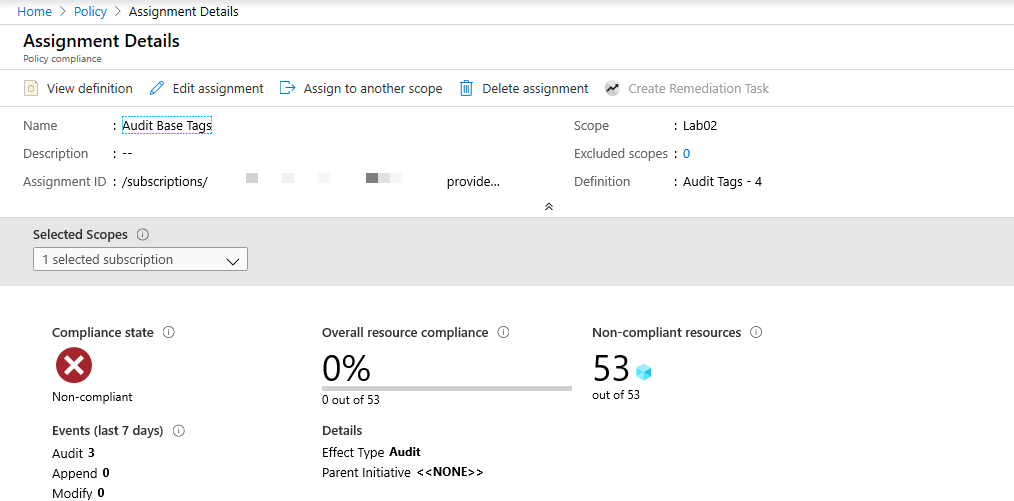 Home > Policy > Assignment Details
Assignment Details
Policy compliance
View definition Edit assignment Assign to another scope Delete assignment Create Remediation Task
Name : Audit Base Tags Scope : Lab02
Description : -- Excluded scopes : 0
Assignment ID : /subscriptions/ provide... Definition : Audit Tags - 4
Selected Scopes
1 selected subscription
Compliance state Overall resource compliance Non-compliant resources
0% 53
Non-compliant 0 out of 53 out of 53
Events (last 7 days) Details
Audit 3 Effect Type Audit
Append 0 Parent Initiative <<NONE>>
Modify 0